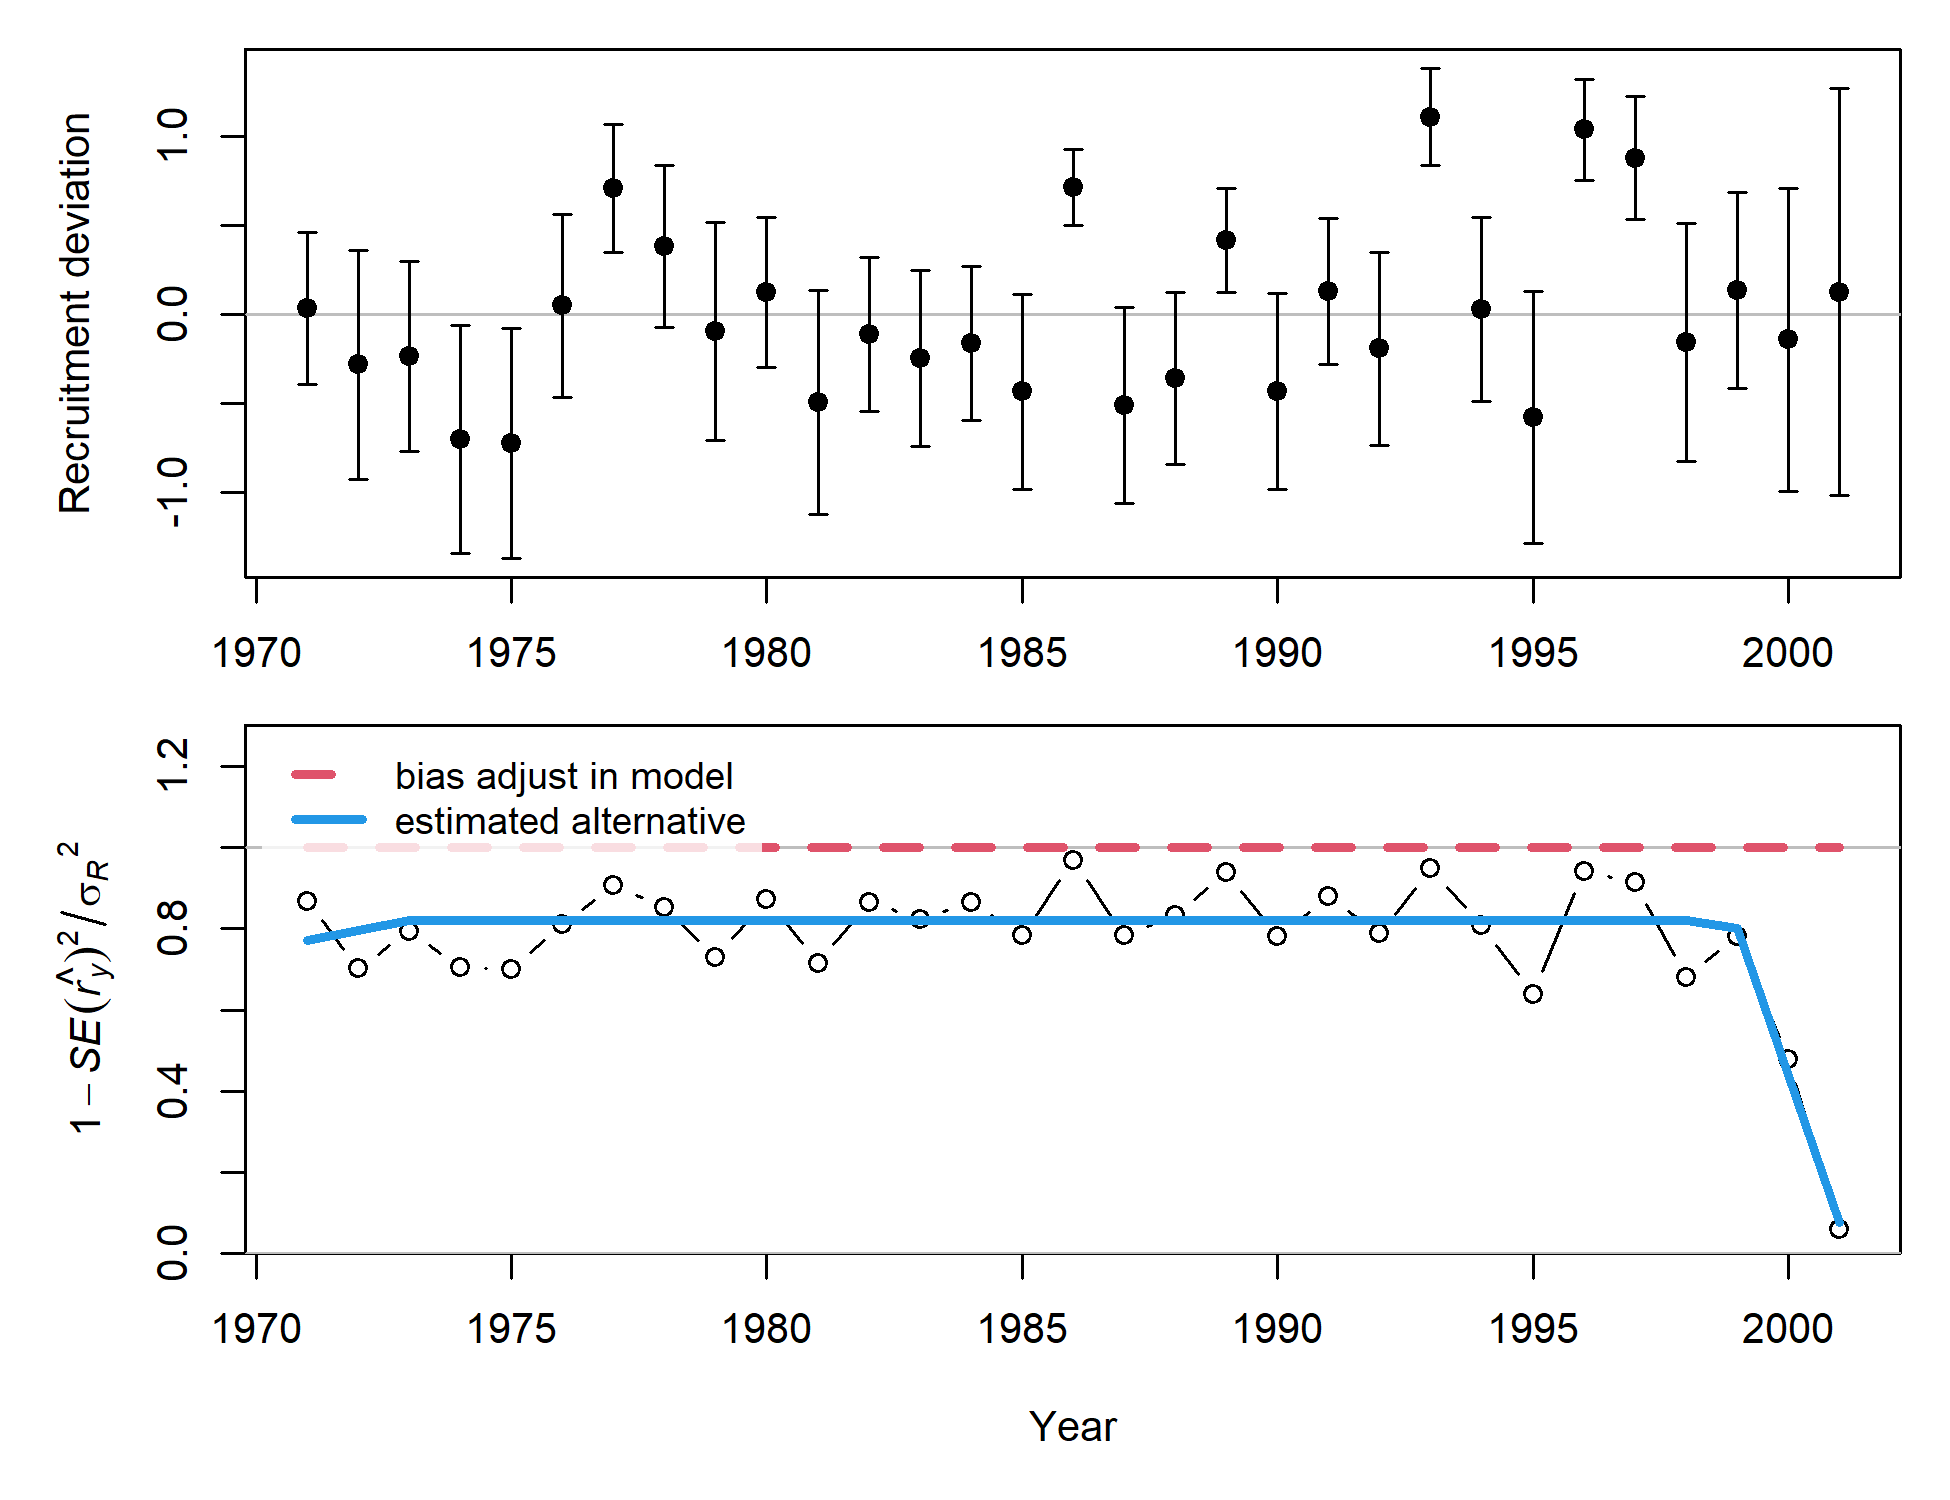 Recruitment deviation
1.0
0.0
-1.0
1970 1975 1980 1985 1990 1995 2000
bias adjust in model
estimated alternative
1 − SE(r̂_y)² / σ_R²
1.2
0.8
0.4
0.0
1970 1975 1980 1985 1990 1995 2000
Year